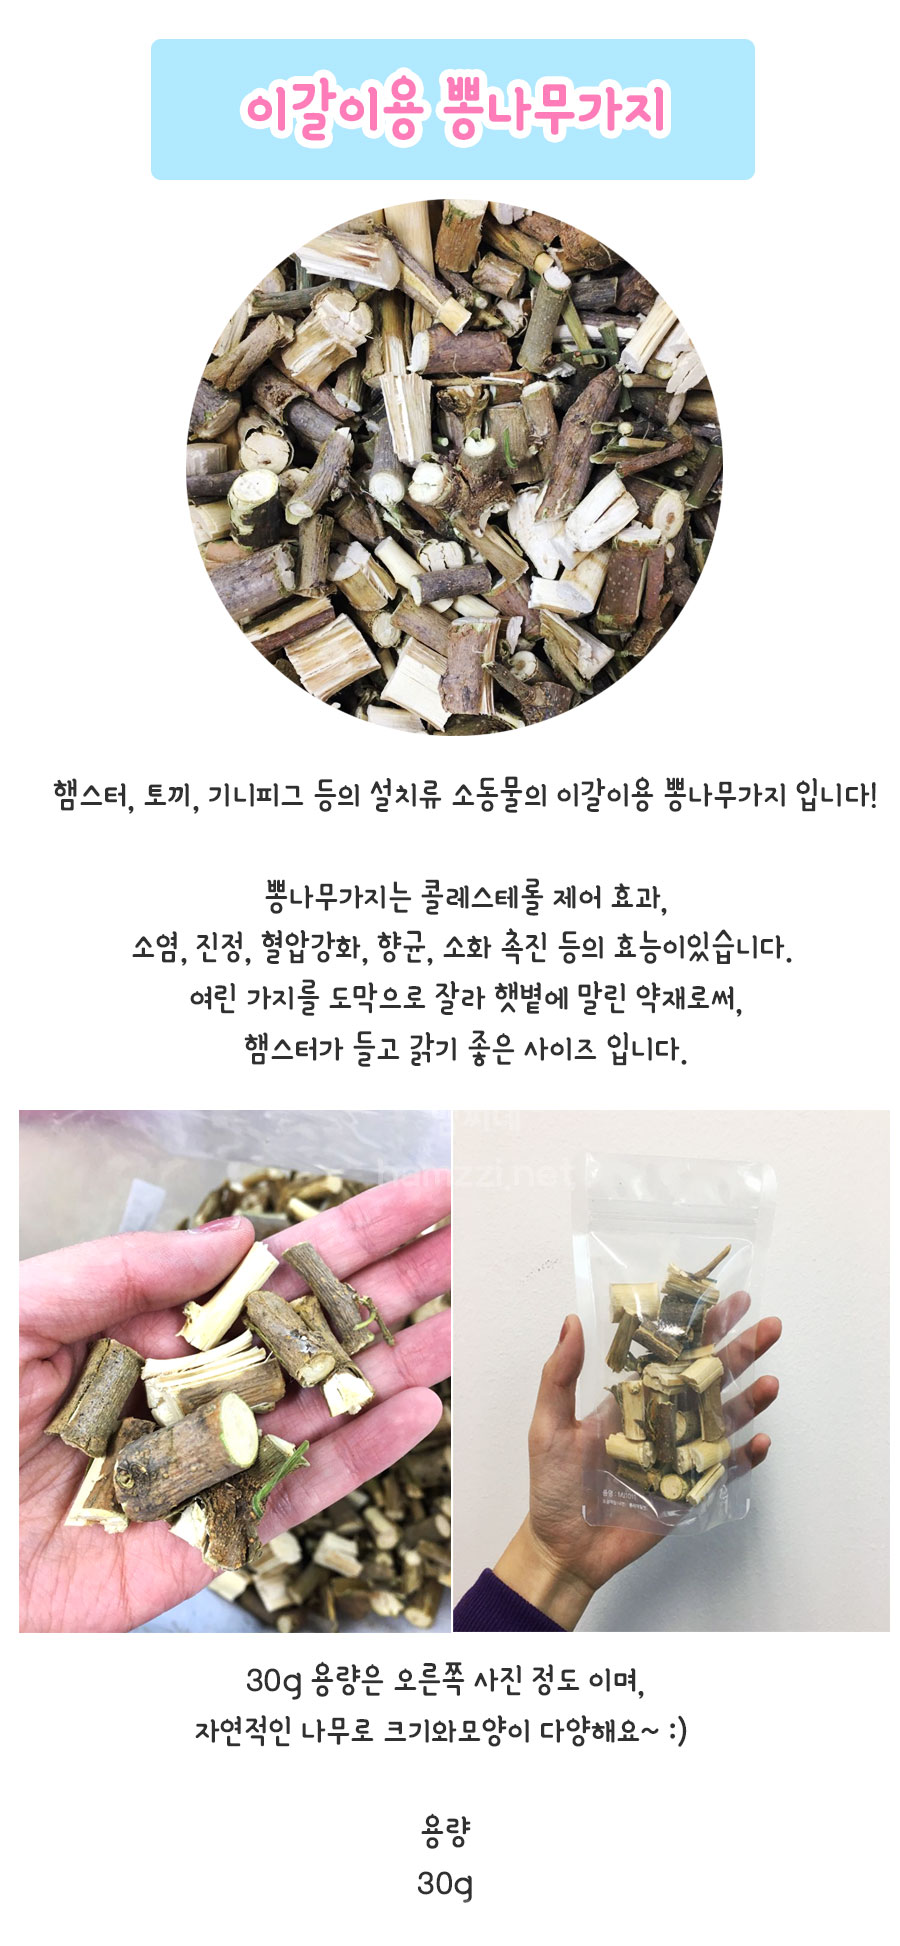 이갈이용 뽕나무가지
햄스터, 토끼, 기니피그 등의 설치류 소동물의 이갈이용 뽕나무가지 입니다!
뽕나무가지는 콜레스테롤 제어 효과,
소염, 진정, 혈압강화, 향균, 소화 촉진 등의 효능이있습니다.
여린 가지를 도막으로 잘라 햇볕에 말린 약재로써,
햄스터가 들고 갉기 좋은 사이즈 입니다.
hamzzi.net
30g 용량은 오른쪽 사진 정도 이며,
자연적인 나무로 크기와모양이 다양해요~ :)
용량
30g